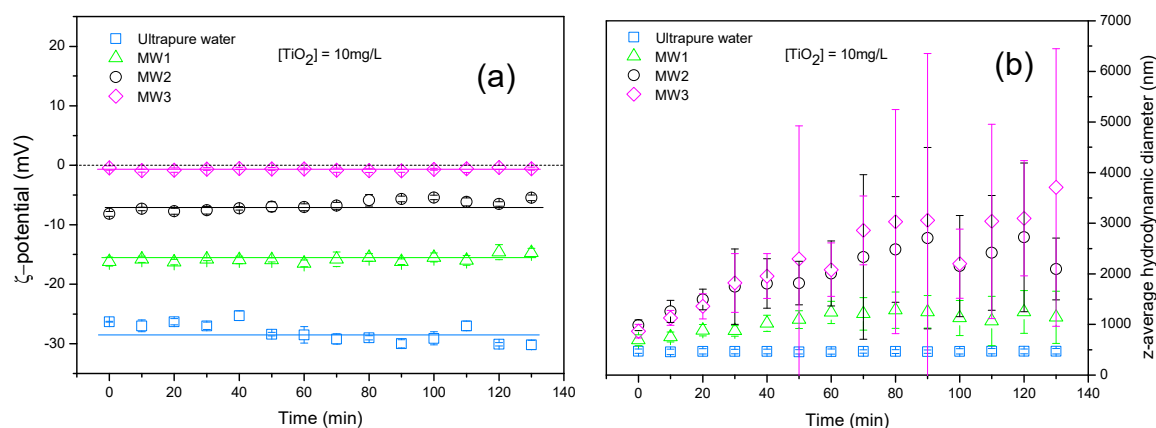 (a)
Ultrapure water
MW1
MW2
MW3
[TiO2] = 10mg/L
20
10
0
-10
-20
-30
ζ–potential (mV)
0 20 40 60 80 100 120 140
Time (min)
(b)
Ultrapure water
MW1
MW2
MW3
[TiO2] = 10mg/L
7000
6000
5000
4000
3000
2000
1000
0
z-average hydrodynamic diameter (nm)
0 20 40 60 80 100 120 140
Time (min)